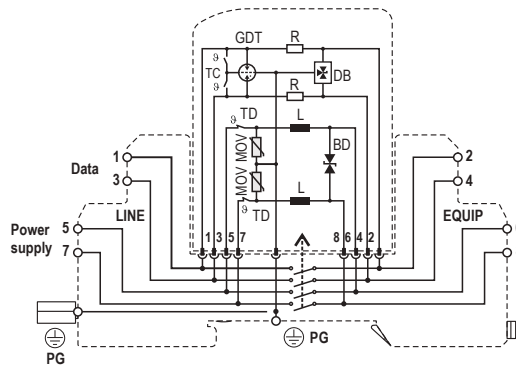 GDT
R
ϑ
TC
ϑ
DB
R
ϑ TD
L
MOV
BD
MOV
L
ϑ TD
1
Data
3
2
4
LINE
EQUIP
5
Power
supply
7
1 3 5 7
8 6 4 2
PG
PG